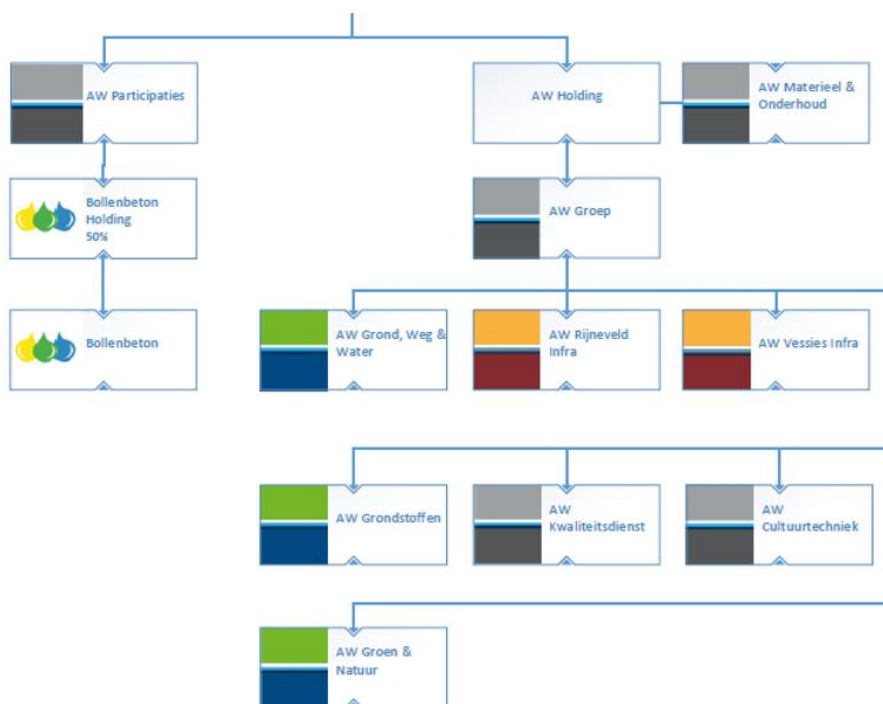 AW Participaties
AW Holding
AW Materieel &
Onderhoud
Bollenbeton
Holding
50%
AW Groep
Bollenbeton
AW Grond, Weg &
Water
AW Rijneveld
Infra
AW Vessies Infra
AW Grondstoffen
AW
Kwaliteitsdienst
AW
Cultuurtechniek
AW Groen &
Natuur